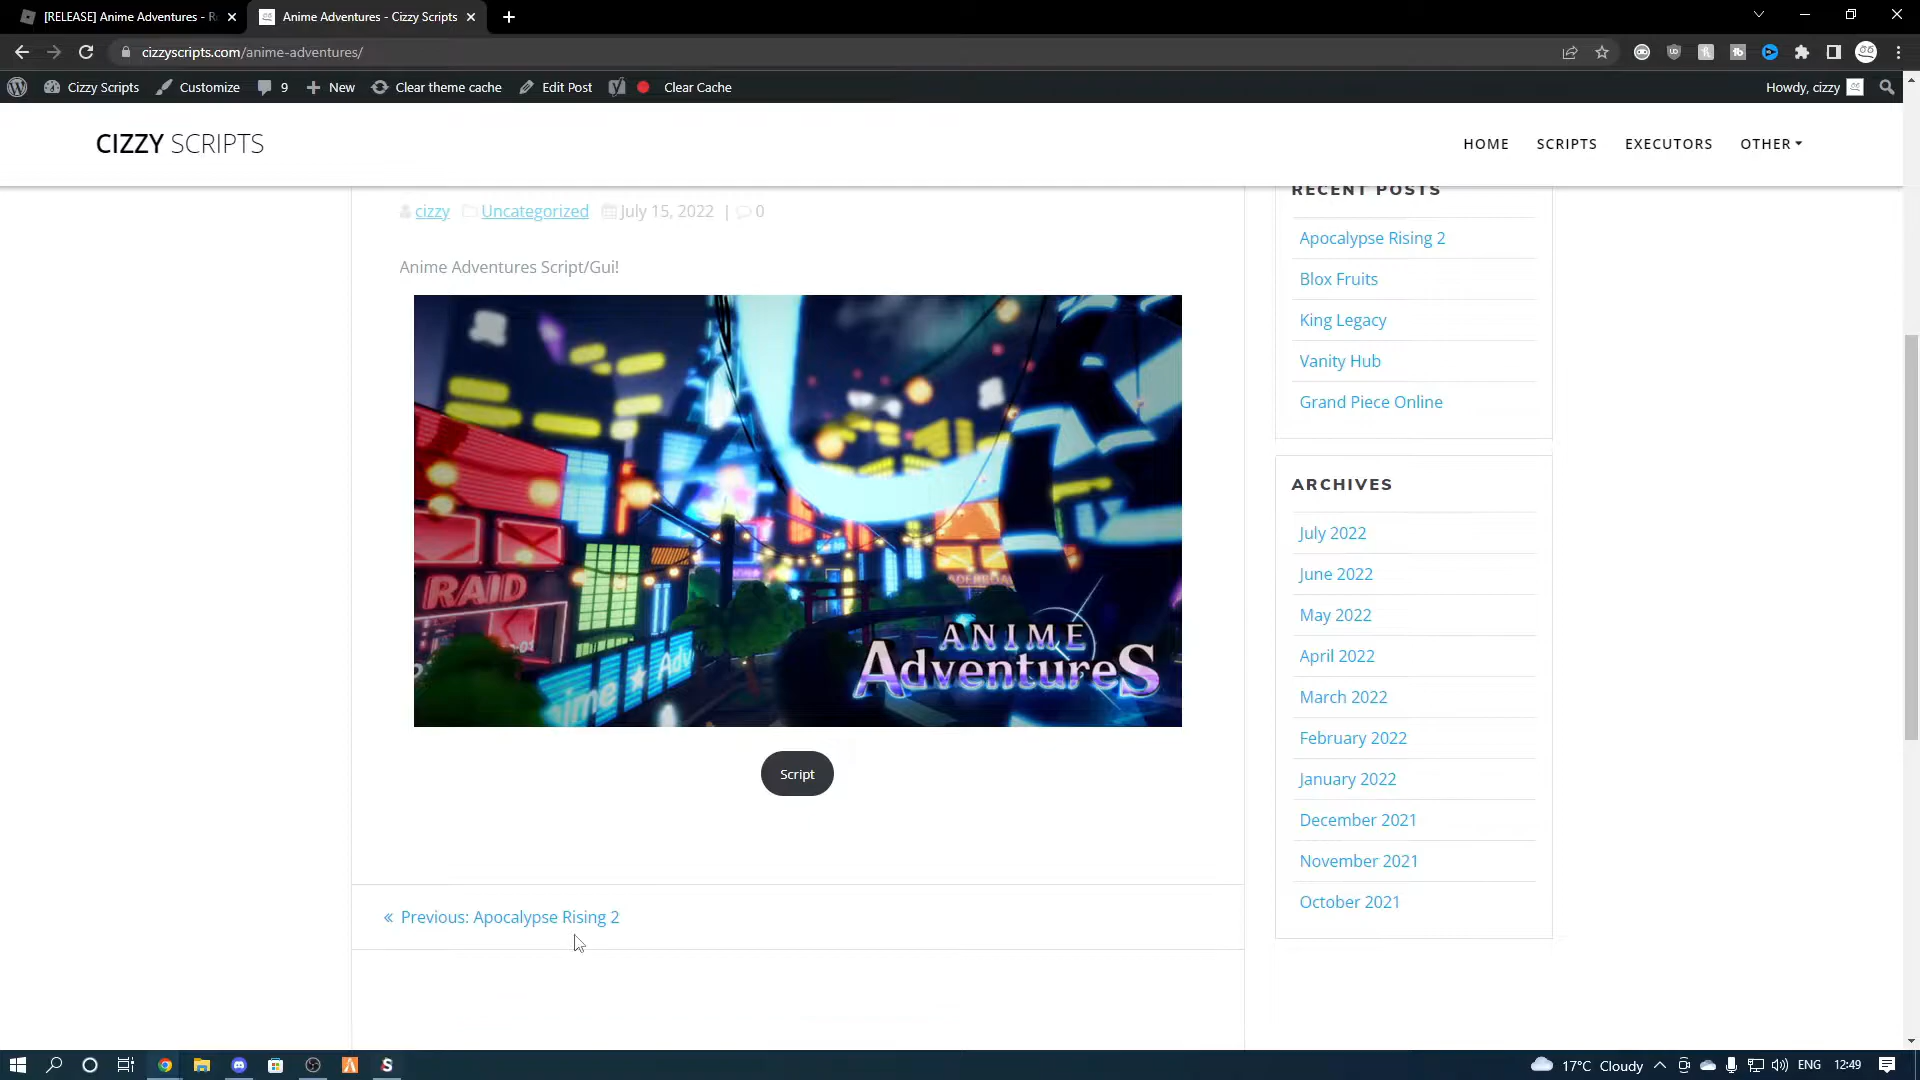 [RELEASE] Anime Adventures - R
Anime Adventures - Cizzy Scripts
cizzyscripts.com/anime-adventures/
Cizzy Scripts
Customize
9
New
Clear theme cache
Edit Post
Clear Cache
Howdy, cizzy
CIZZY SCRIPTS
HOME
SCRIPTS
EXECUTORS
OTHER
cizzy
Uncategorized
July 15, 2022 | 0
Anime Adventures Script/Gui!
RAID
Anime ★ Adv
ANIME
AdventureS
Script
« Previous: Apocalypse Rising 2
RECENT POSTS
Apocalypse Rising 2
Blox Fruits
King Legacy
Vanity Hub
Grand Piece Online
ARCHIVES
July 2022
June 2022
May 2022
April 2022
March 2022
February 2022
January 2022
December 2021
November 2021
October 2021
17°C Cloudy
ENG
12:49